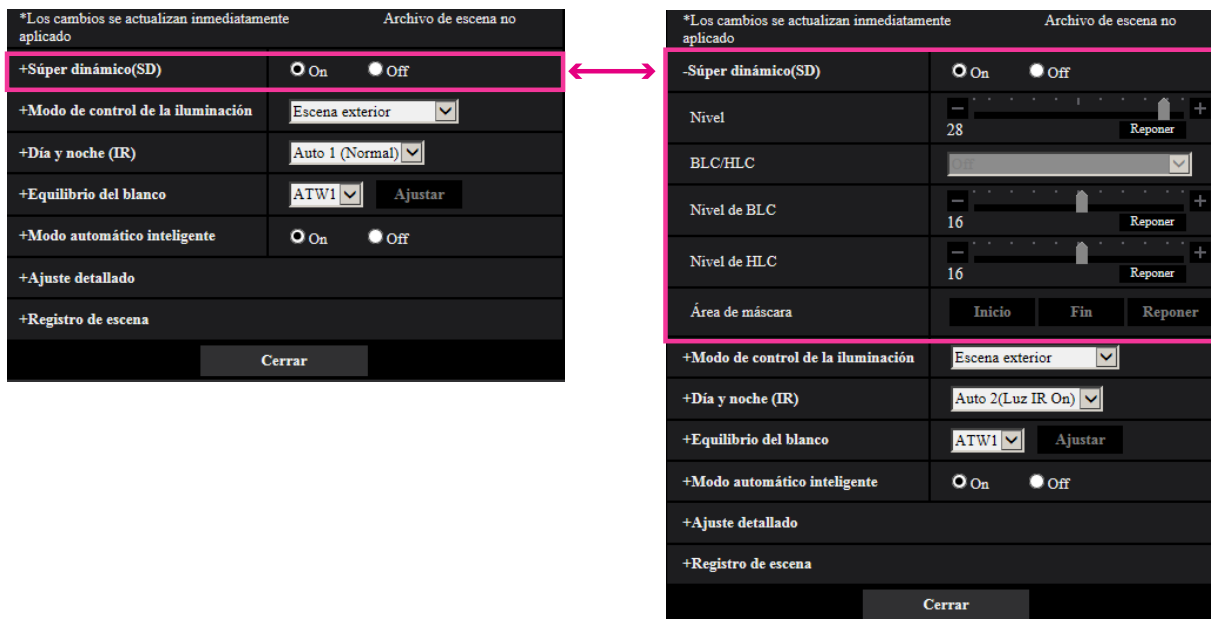 *Los cambios se actualizan inmediatamente Archivo de escena no
aplicado
+Súper dinámico(SD) On Off
+Modo de control de la iluminación Escena exterior
+Día y noche (IR) Auto 1 (Normal)
+Equilibrio del blanco ATW1 Ajustar
+Modo automático inteligente On Off
+Ajuste detallado
+Registro de escena
Cerrar
*Los cambios se actualizan inmediatamente Archivo de escena no
aplicado
-Súper dinámico(SD) On Off
Nivel - +
28 Reponer
BLC/HLC Off
Nivel de BLC - +
16 Reponer
Nivel de HLC - +
16 Reponer
Área de máscara Inicio Fin Reponer
+Modo de control de la iluminación Escena exterior
+Día y noche (IR) Auto 2(Luz IR On)
+Equilibrio del blanco ATW1 Ajustar
+Modo automático inteligente On Off
+Ajuste detallado
+Registro de escena
Cerrar